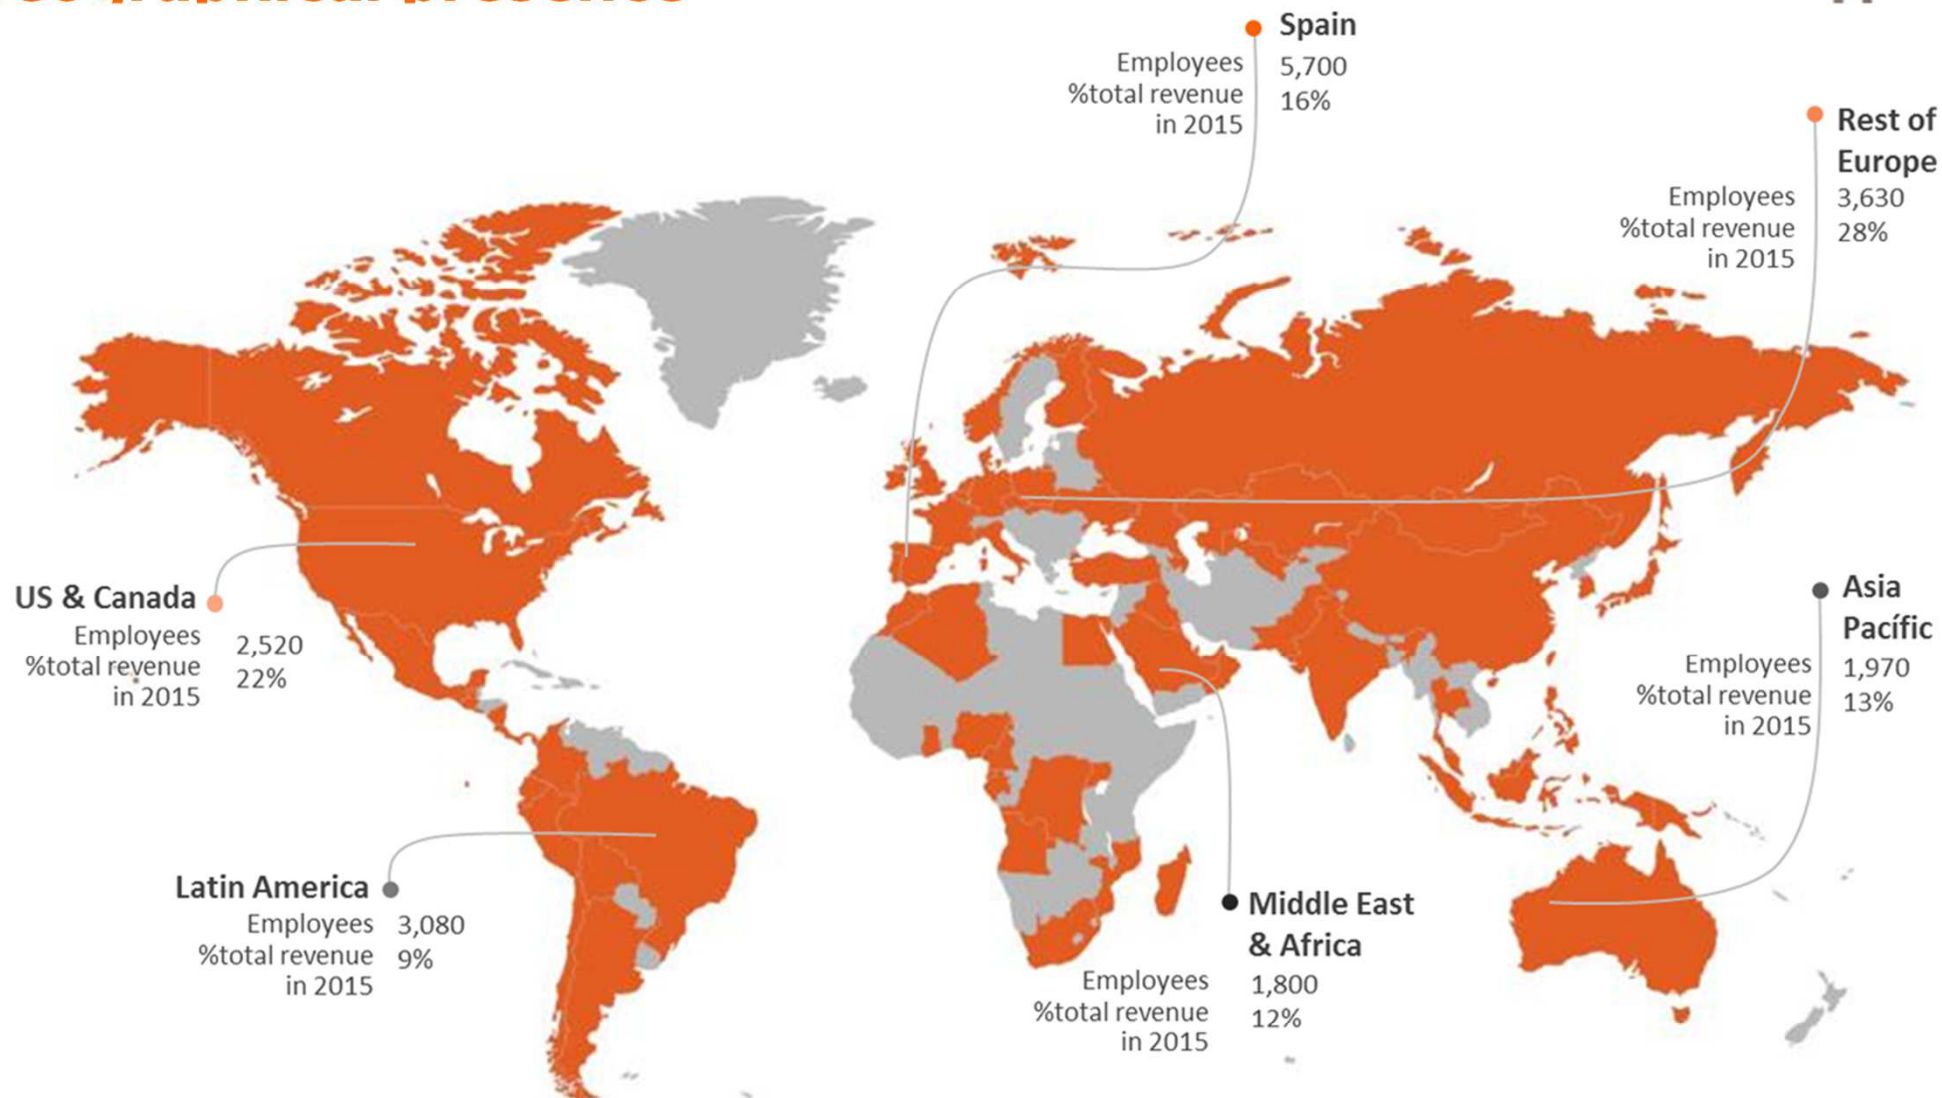 Spain
Employees 5,700
%total revenue 16%
in 2015
Rest of
Europe
Employees 3,630
%total revenue 28%
in 2015
US & Canada
Employees 2,520
%total revenue 22%
in 2015
Asia
Pacífic
Employees 1,970
%total revenue 13%
in 2015
Latin America
Employees 3,080
%total revenue 9%
in 2015
Middle East
& Africa
Employees 1,800
%total revenue 12%
in 2015